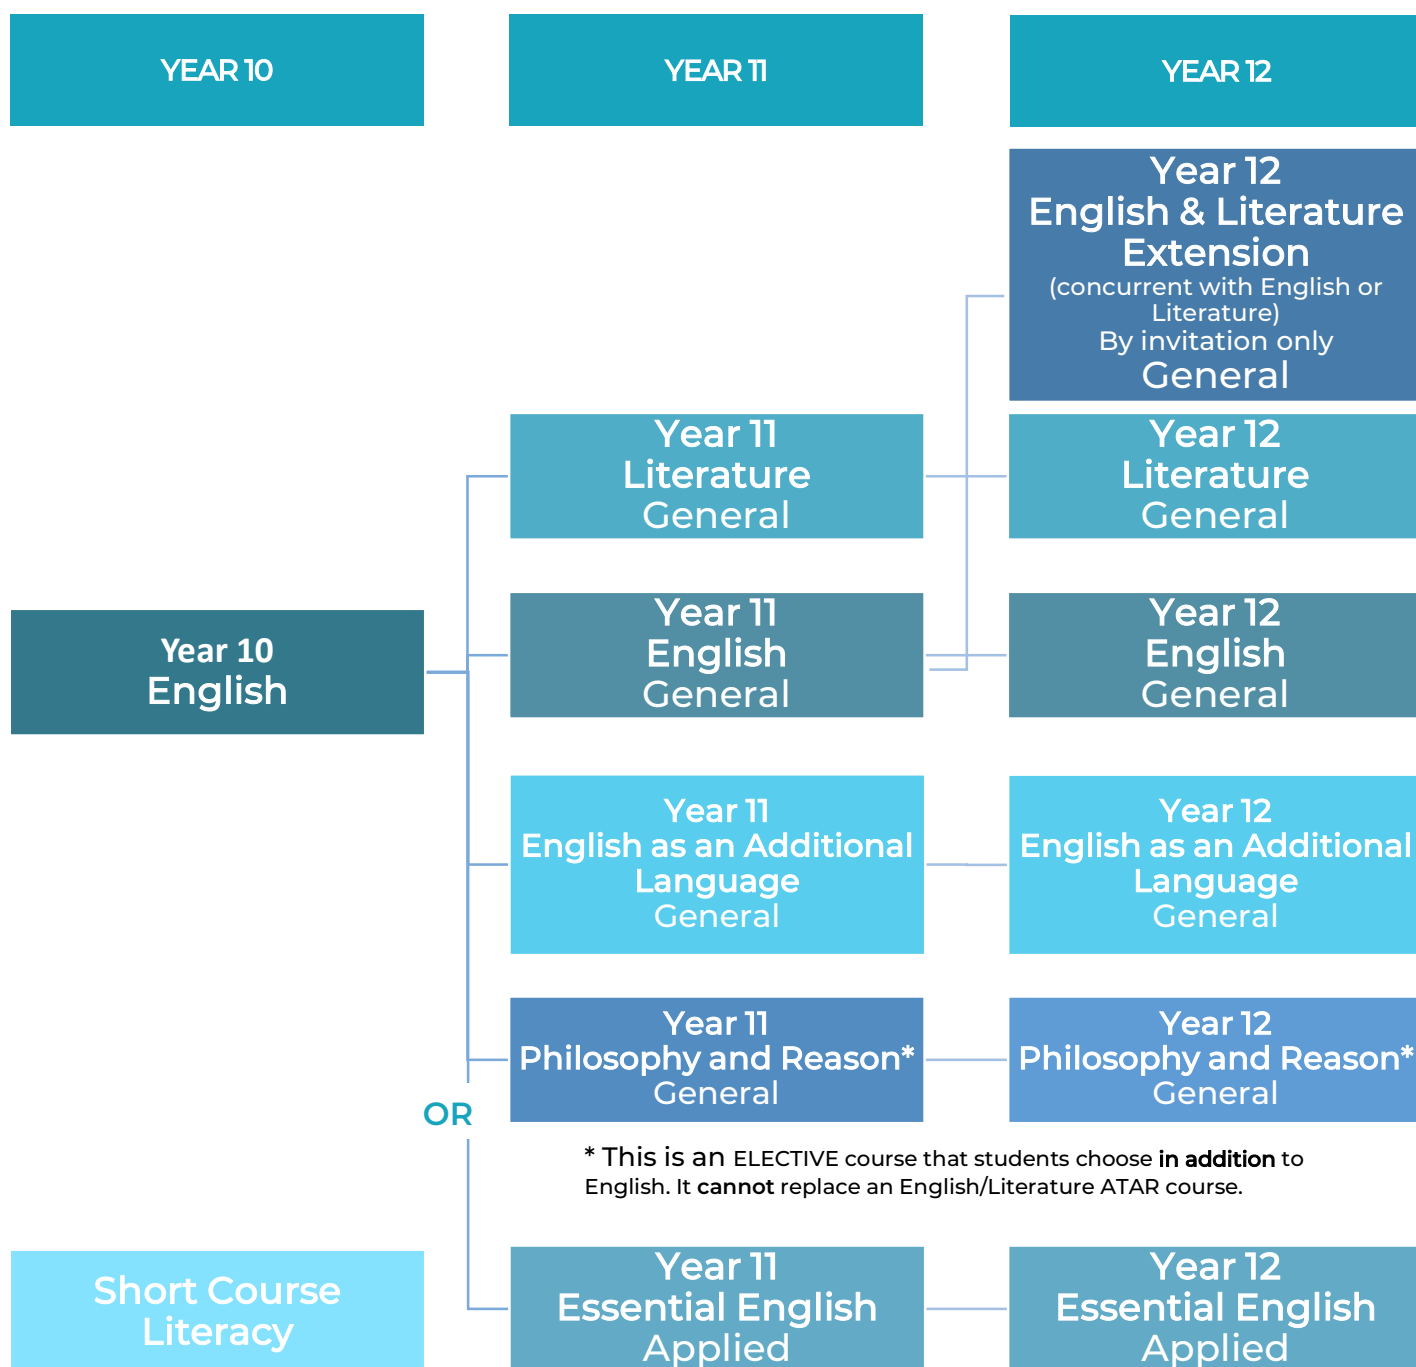 YEAR 10
YEAR 11
YEAR 12
Year 12
English & Literature
Extension
(concurrent with English or
Literature)
By invitation only
General
Year 11
Literature
General
Year 12
Literature
General
Year 10
English
Year 11
English
General
Year 12
English
General
Year 11
English as an Additional
Language
General
Year 12
English as an Additional
Language
General
Year 11
Philosophy and Reason*
General
Year 12
Philosophy and Reason*
General
OR
* This is an ELECTIVE course that students choose in addition to
English. It cannot replace an English/Literature ATAR course.
Short Course
Literacy
Year 11
Essential English
Applied
Year 12
Essential English
Applied